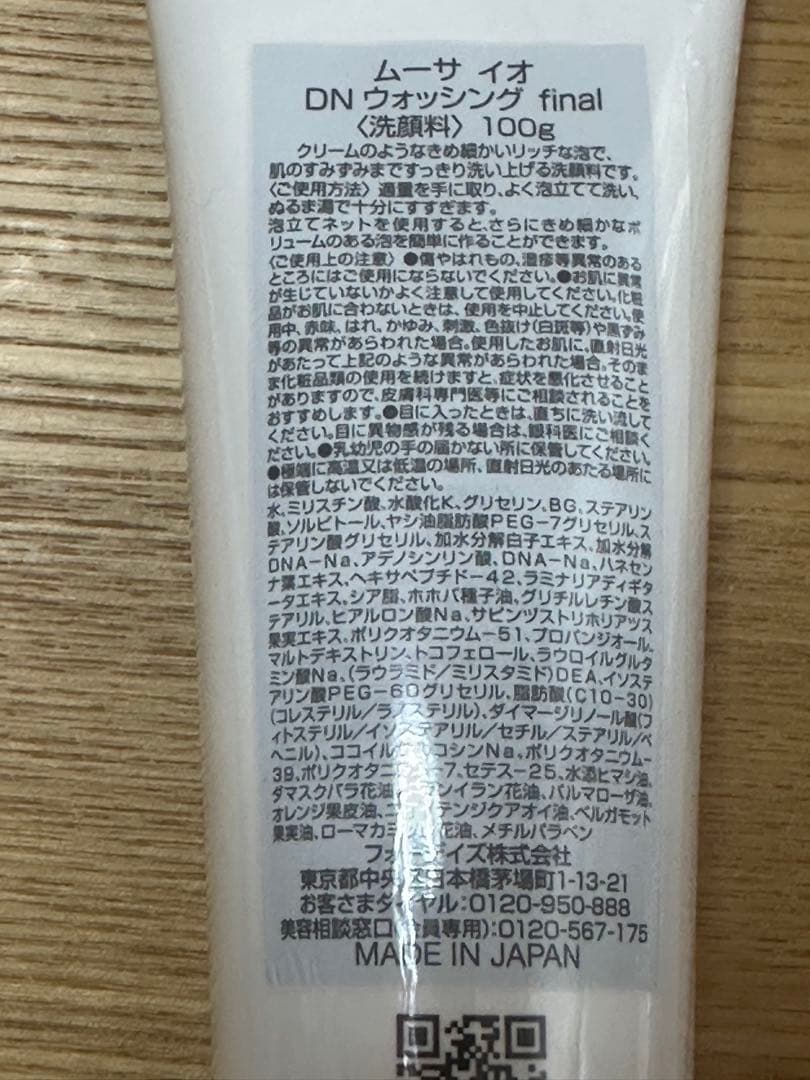 ムーサ イオ
DN ウォッシング final
〈洗顔料〉 100g
クリームのようなきめ細かいリッチな泡で、
肌のすみずみまですっきり洗い上げる洗顔料です。
〈ご使用方法〉適量を手に取り、よく泡立てて洗い、
ぬるま湯で十分にすすぎます。
泡立てネットを使用すると、さらにきめ細かなボ
リュームのある泡を簡単に作ることができます。
〈ご使用上の注意〉●傷やはれもの、湿疹等異常のある
ところにはご使用にならないでください。●お肌に異常
が生じていないかよく注意して使用してください。化粧
品がお肌に合わないときは、使用を中止してください。使
用中、赤味、はれ、かゆみ、刺激、色抜け(白斑等)や黒ずみ
等の異常があらわれた場合。使用したお肌に、直射日光
があたって上記のような異常があらわれた場合。そのま
ま化粧品類の使用を続けますと、症状を悪化させること
がありますので、皮膚科専門医等にご相談されることを
おすすめします。●目に入ったときは、直ちに洗い流して
ください。目に異物感が残る場合は、眼科医にご相談く
ださい。●乳幼児の手の届かない所に保管してください。
●極端に高温又は低温の場所、直射日光のあたる場所に
は保管しないでください。
水、ミリスチン酸、水酸化K、グリセリン、BG、ステアリン
酸、ソルビトール、ヤシ油脂肪酸PEG-7グリセリル、ス
テアリン酸グリセリル、加水分解白子エキス、加水分解
DNA-Na、アデノシンリン酸、DNA-Na、ハネセン
ナ葉エキス、ヘキサペプチド-42、ラミナリアディギタ
ータエキス、シア脂、ホホバ種子油、グリチルレチン酸ス
テアリル、ヒアルロン酸Na、サピンヅストリホリアツス
果実エキス、ポリクオタニウム-51、プロパンジオール、
マルトデキストリン、トコフェロール、ラウロイルグルタ
ミン酸Na、(ラウラミド/ミリスタミド)DEA、イソステ
アリン酸PEG-60グリセリル、脂肪酸(C10-30)
(コレステリル/ラノステリル)、ダイマージリノール酸(フ
ィトステリル/イソステアリル/セチル/ステアリル/ベ
ヘニル)、ココイル コシンNa、ポリクオタニウム-
39、ポリクオタニ 7、セテス-25、水添ヒマシ油、
ダマスクバラ花油 ンイラン花油、パルマローザ油、
オレンジ果皮油、 テンジクアオイ油、ベルガモット
果実油、ローマカミ 花油、メチルパラベン
フォーデイズ株式会社
東京都中央区日本橋茅場町1-13-21
お客さまダイヤル:0120-950-888
美容相談窓口(会員専用):0120-567-175
MADE IN JAPAN